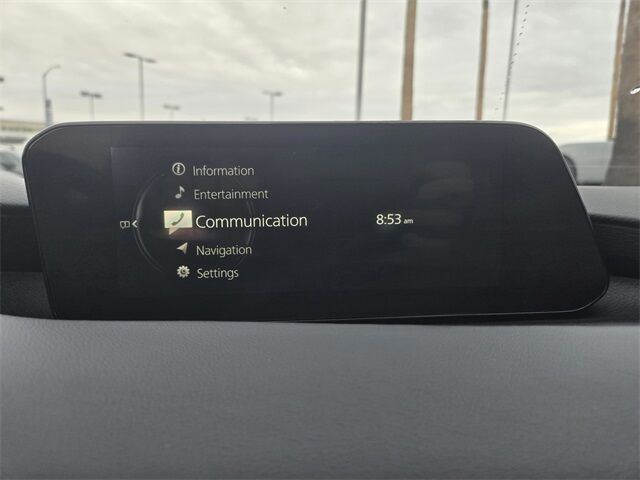 Information
Entertainment
Communication
8:53 am
Navigation
Settings